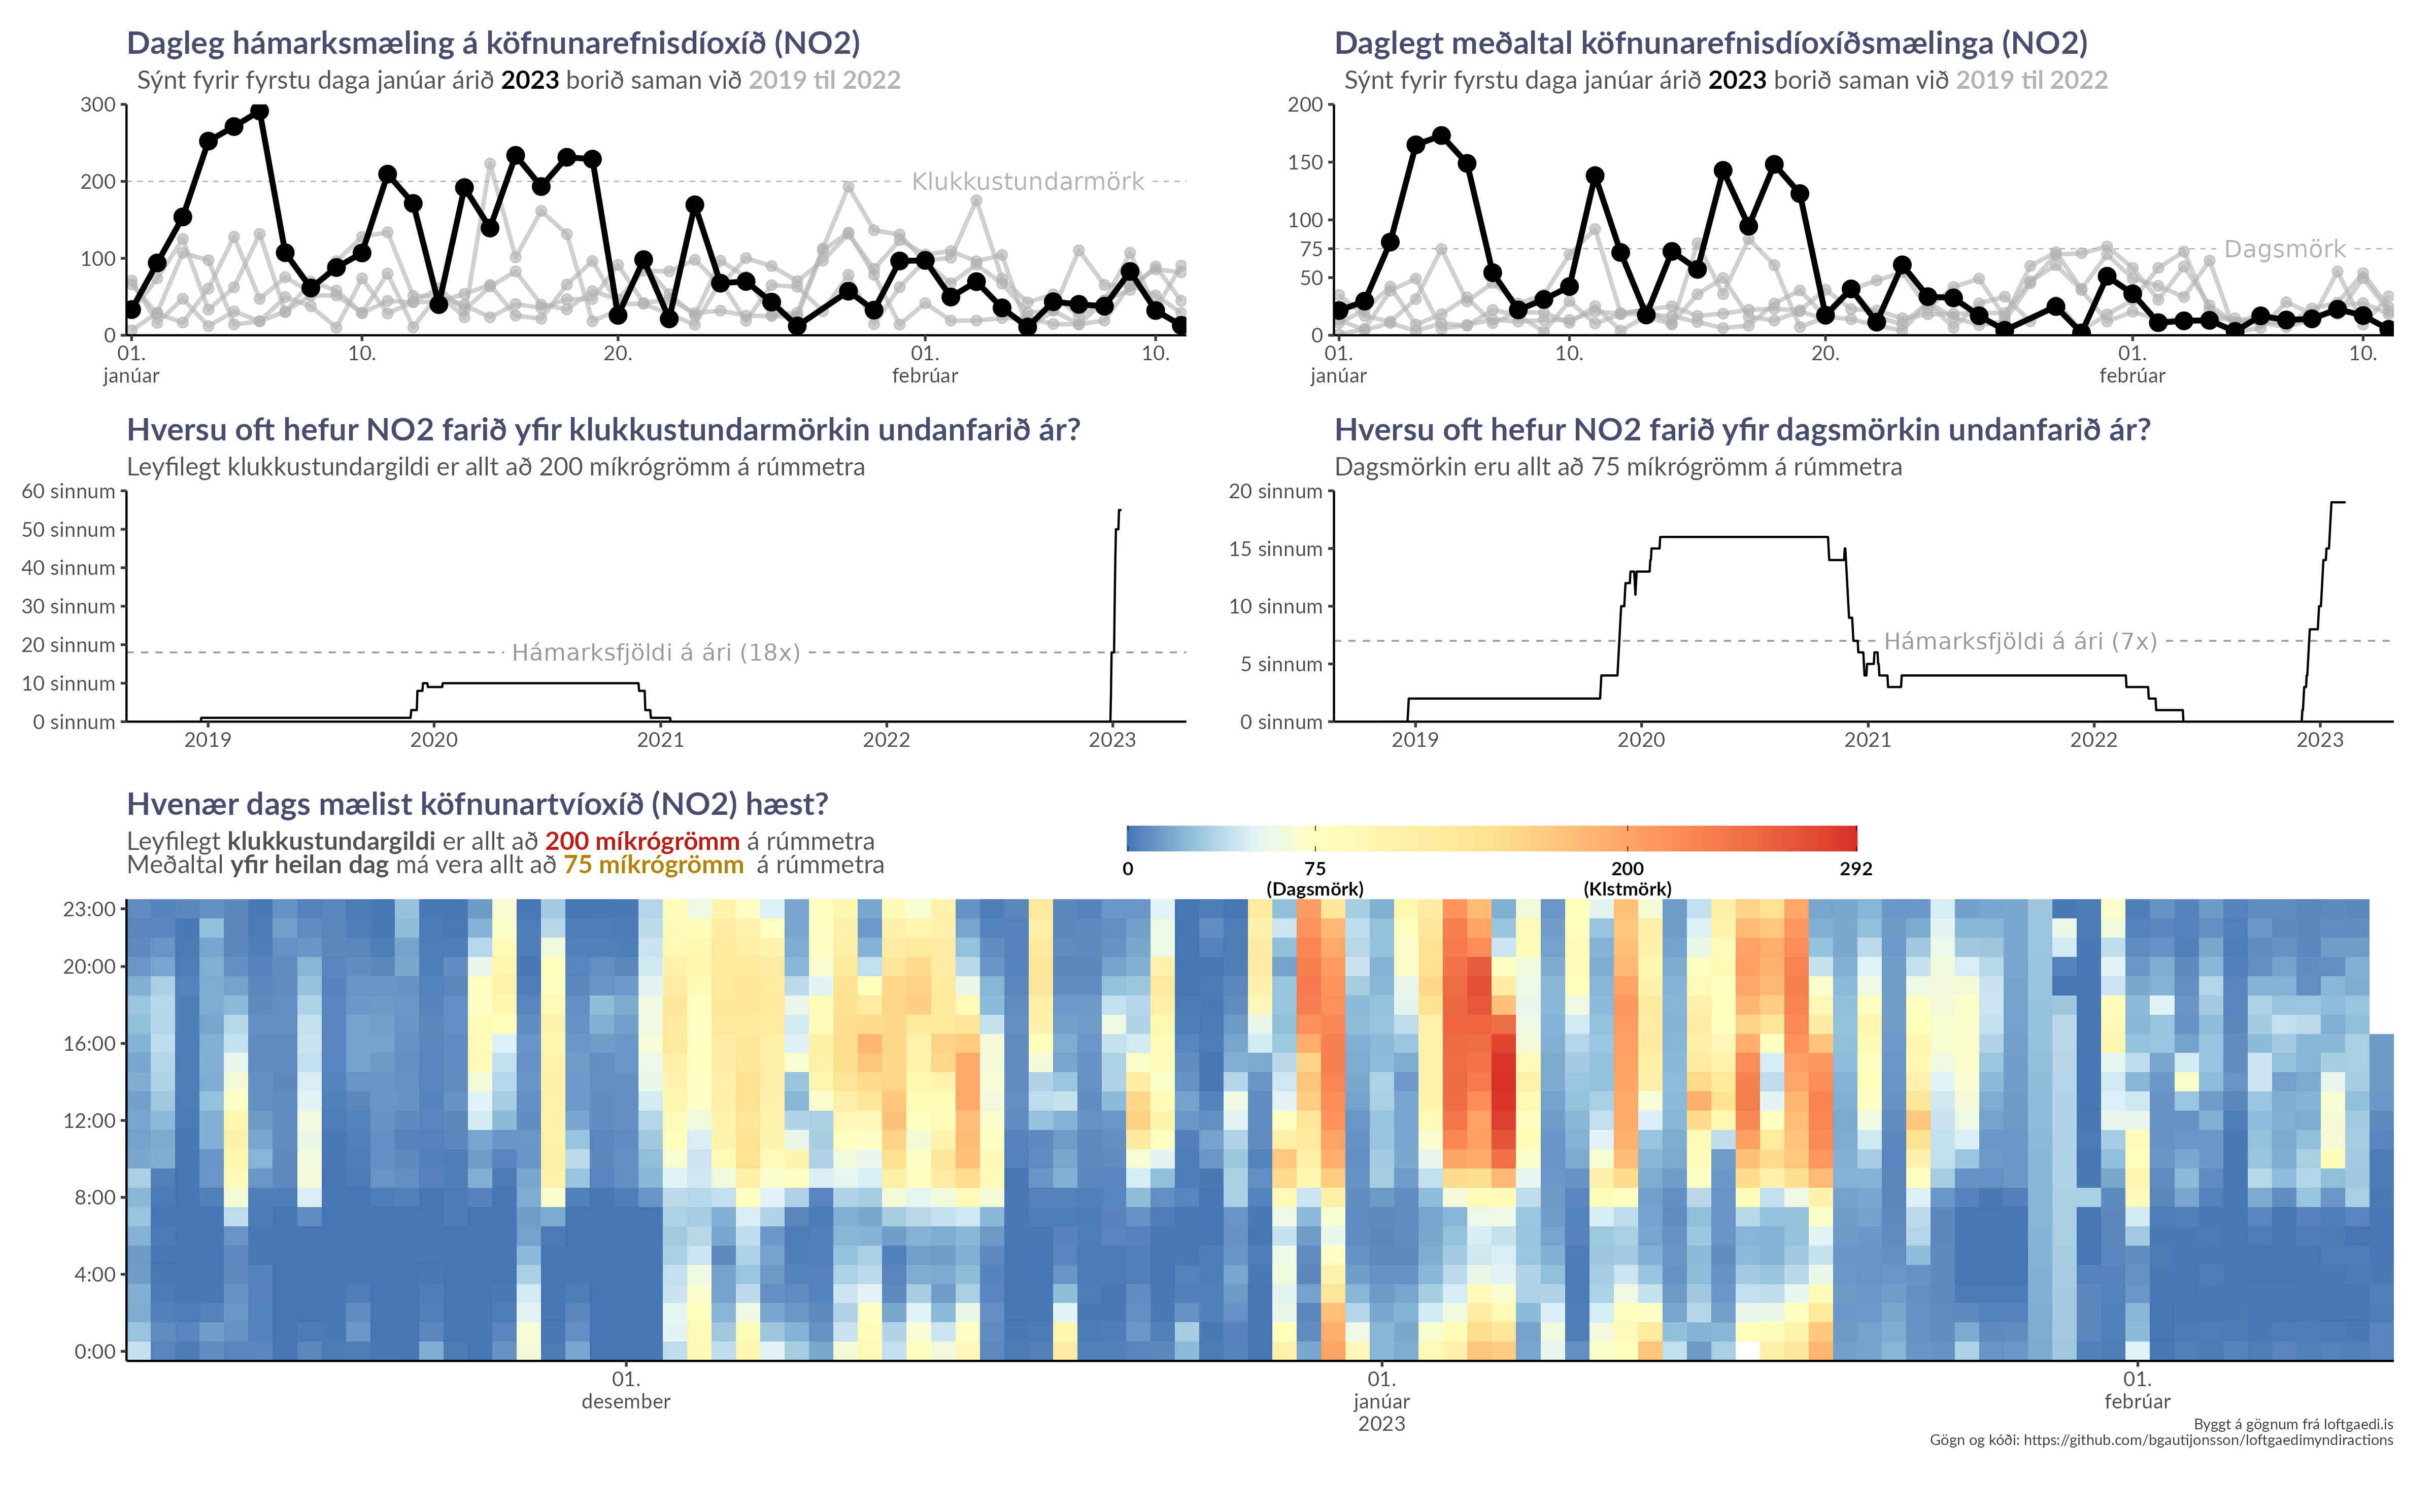 Dagleg hámarksmæling á köfnunarefnisdíoxíð (NO2)
Sýnt fyrir fyrstu daga janúar árið 2023 borið saman við 2019 til 2022
300
200
100
0
Klukkustundarmörk
01.
janúar
10.
20.
01.
febrúar
10.
Daglegt meðaltal köfnunarefnisdíoxíðsmælinga (NO2)
Sýnt fyrir fyrstu daga janúar árið 2023 borið saman við 2019 til 2022
200
150
100
75
50
0
Dagsmörk
01.
janúar
10.
20.
01.
febrúar
10.
Hversu oft hefur NO2 farið yfir klukkustundarmörkin undanfarið ár?
Leyfilegt klukkustundargildi er allt að 200 míkrógrömm á rúmmetra
60 sinnum
50 sinnum
40 sinnum
30 sinnum
20 sinnum
10 sinnum
0 sinnum
Hámarksfjöldi á ári (18x)
2019
2020
2021
2022
2023
Hversu oft hefur NO2 farið yfir dagsmörkin undanfarið ár?
Dagsmörkin eru allt að 75 míkrógrömm á rúmmetra
20 sinnum
15 sinnum
10 sinnum
5 sinnum
0 sinnum
Hámarksfjöldi á ári (7x)
2019
2020
2021
2022
2023
Hvenær dags mælist köfnunartvíoxíð (NO2) hæst?
Leyfilegt klukkustundargildi er allt að 200 míkrógrömm á rúmmetra
Meðaltal yfir heilan dag má vera allt að 75 míkrógrömm á rúmmetra
0
75
(Dagsmörk)
200
(Klstmörk)
292
23:00
20:00
16:00
12:00
8:00
4:00
0:00
01.
desember
01.
janúar
2023
01.
febrúar
Byggt á gögnum frá loftgaedi.is
Gögn og kóði: https://github.com/bgautijonsson/loftgaedimyndiractions